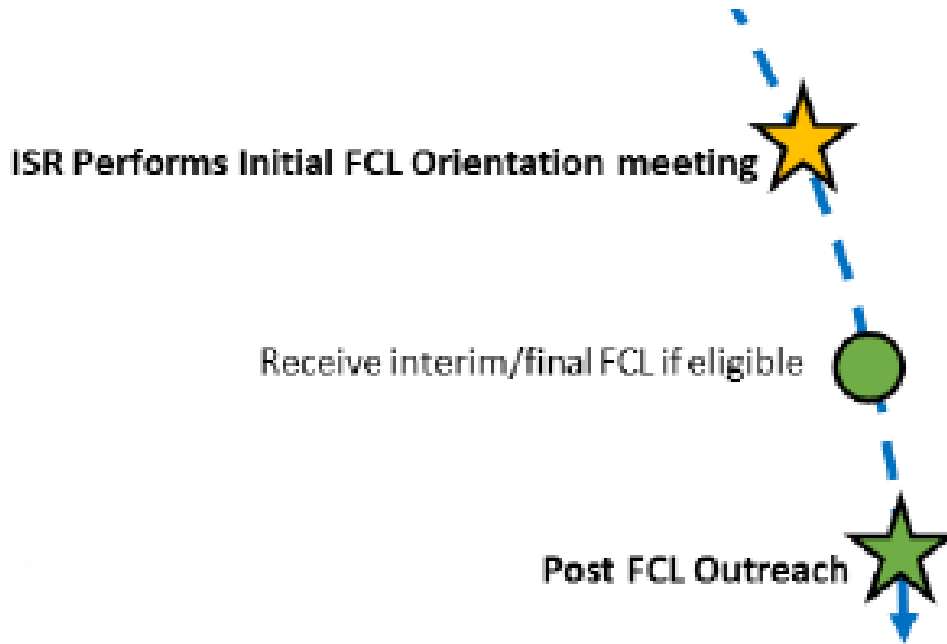 ISR Performs Initial FCL Orientation meeting
Receive interim/final FCL if eligible
Post FCL Outreach